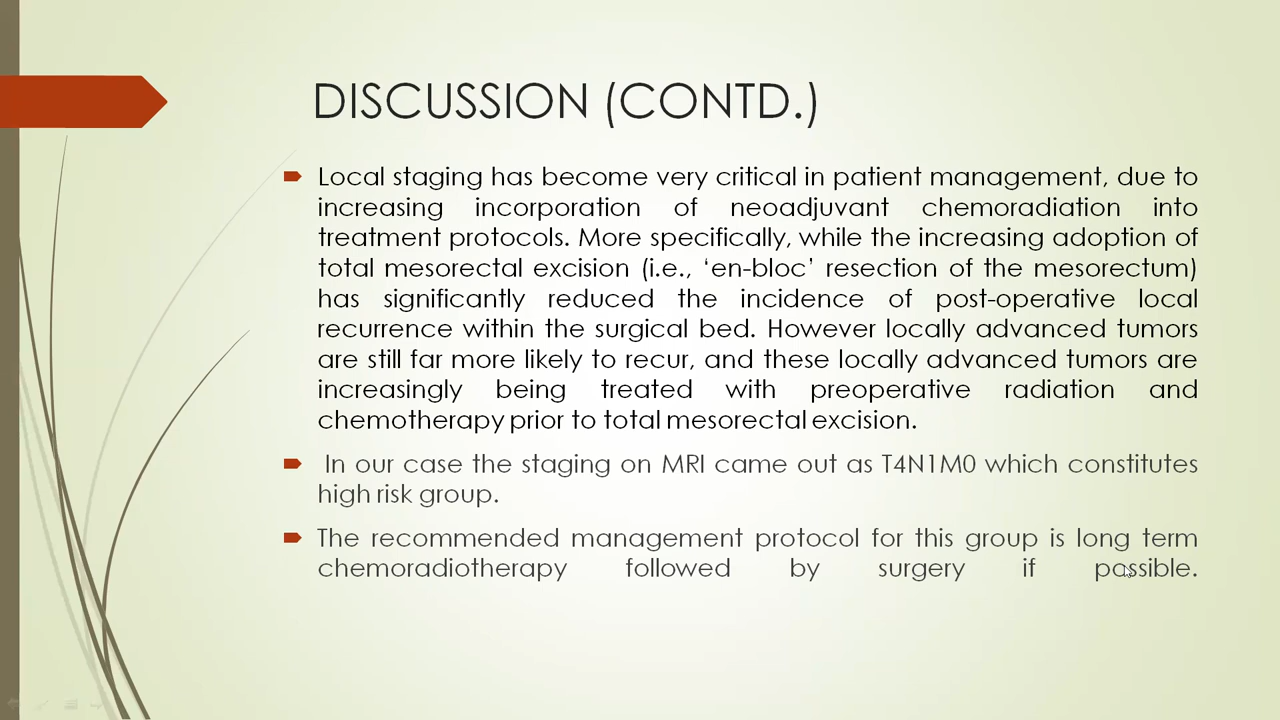 DISCUSSION (CONTD.)
Local staging has become very critical in patient management, due to
increasing incorporation of neoadjuvant chemoradiation into
treatment protocols. More specifically, while the increasing adoption of
total mesorectal excision (i.e., ‘en-bloc’ resection of the mesorectum)
has significantly reduced the incidence of post-operative local
recurrence within the surgical bed. However locally advanced tumors
are still far more likely to recur, and these locally advanced tumors are
increasingly being treated with preoperative radiation and
chemotherapy prior to total mesorectal excision.
In our case the staging on MRI came out as T4N1M0 which constitutes
high risk group.
The recommended management protocol for this group is long term
chemoradiotherapy followed by surgery if possible.